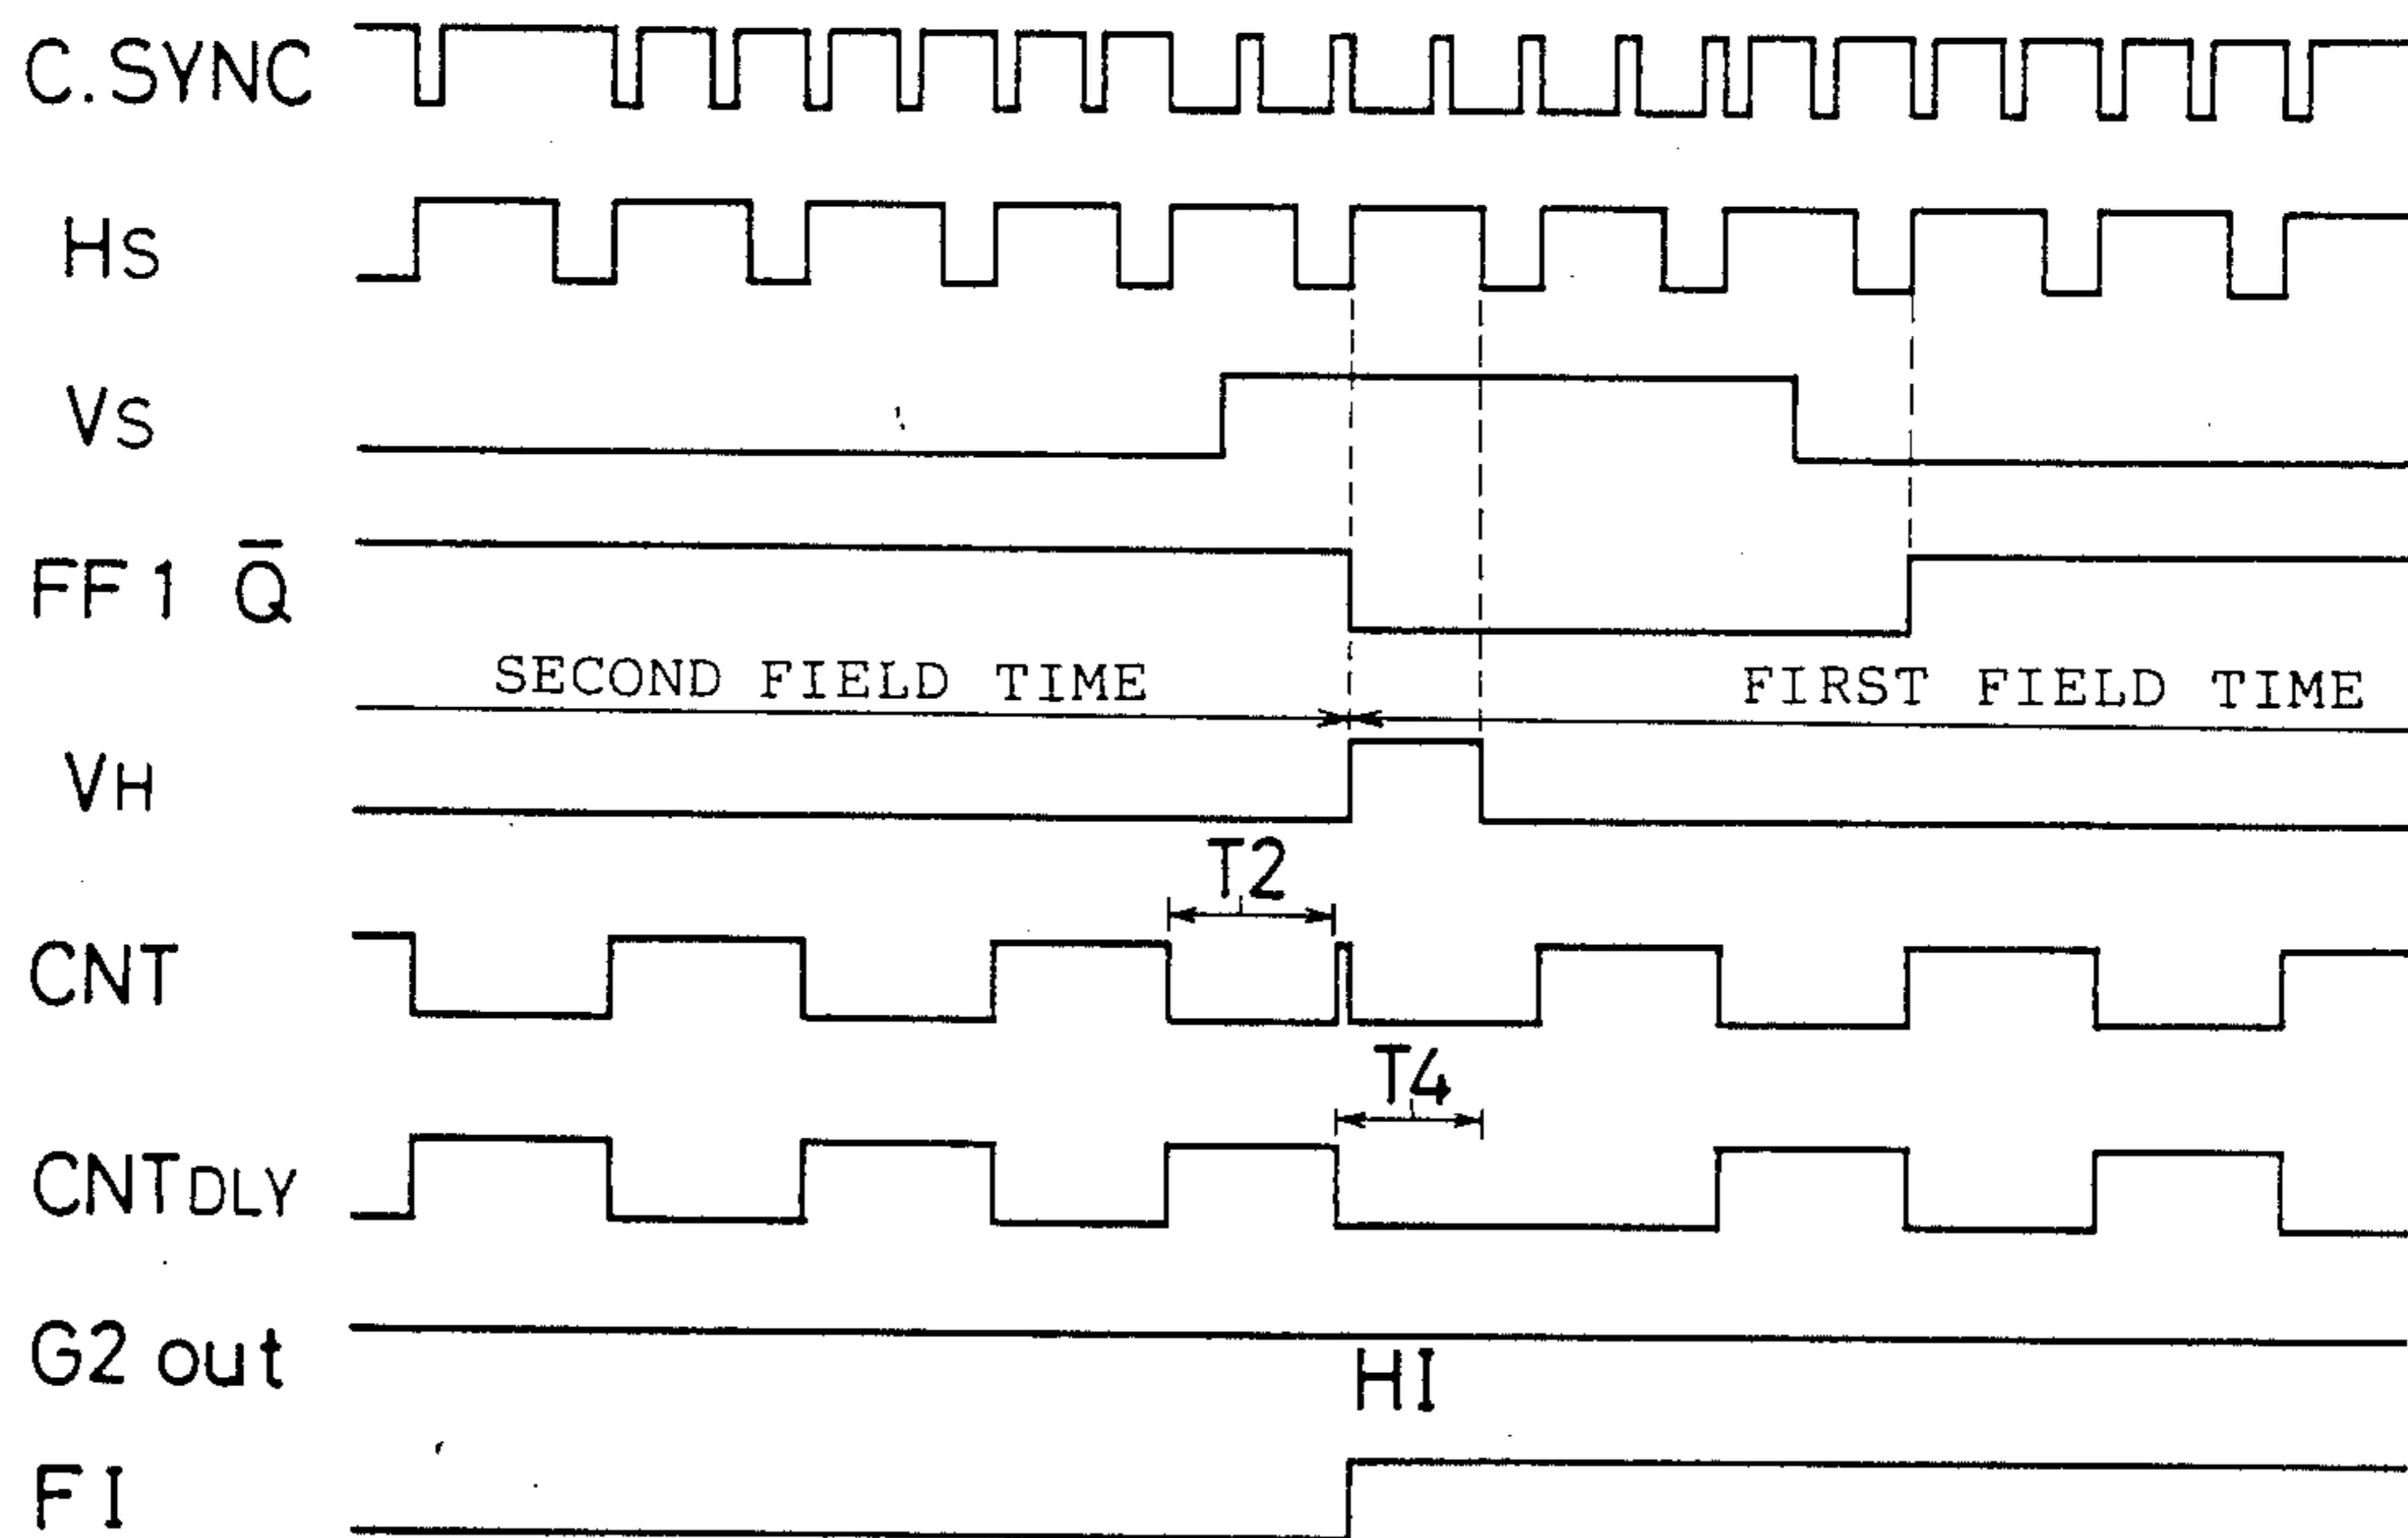 C.SYNC
HS
VS
FF1 Q̅
SECOND FIELD TIME
FIRST FIELD TIME
VH
T2
CNT
T4
CNTDLY
G2 out
HI
FI